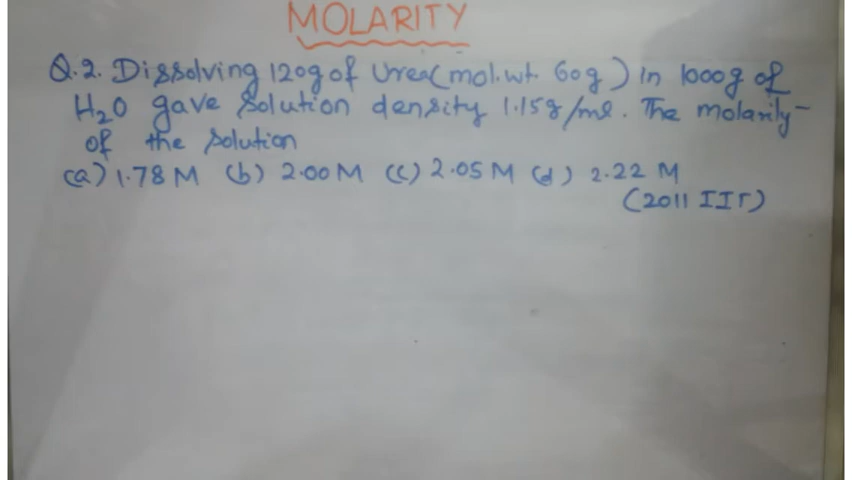 MOLARITY
Q.2. Dissolving 120g of Urea (mol.wt. 60g) in 1000g of
H₂O gave solution density 1.15g/ml. The molarity
of the solution
(a) 1.78 M (b) 2.00 M (c) 2.05 M (d) 2.22 M
(2011 IIT)